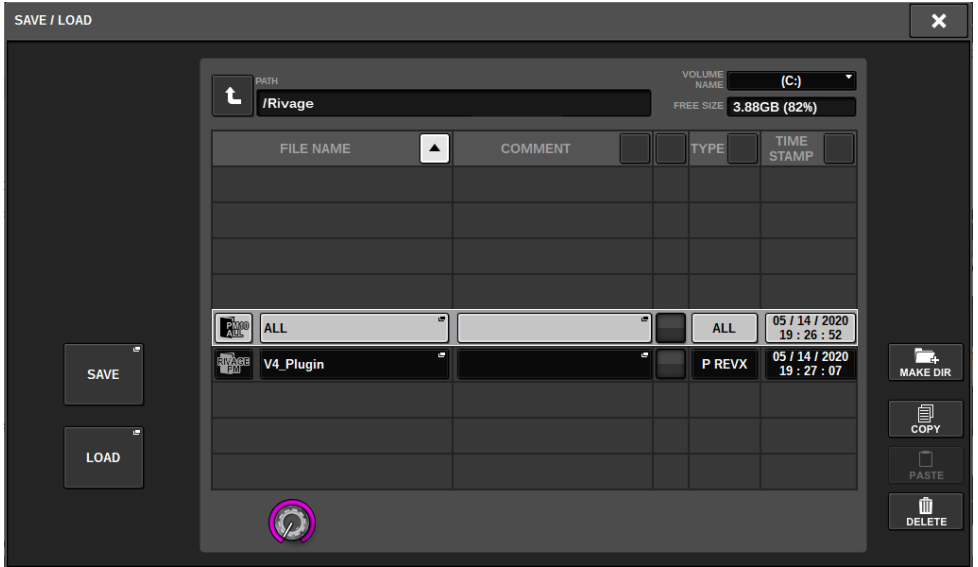 SAVE / LOAD
PATH
/Rivage
VOLUME
NAME
(C:)
FREE SIZE
3.88GB (82%)
FILE NAME
COMMENT
TYPE
TIME
STAMP
PM10
ALL
ALL
ALL
05 / 14 / 2020
19 : 26 : 52
RIVAGE
PM
V4_Plugin
P REVX
05 / 14 / 2020
19 : 27 : 07
SAVE
LOAD
MAKE DIR
COPY
PASTE
DELETE